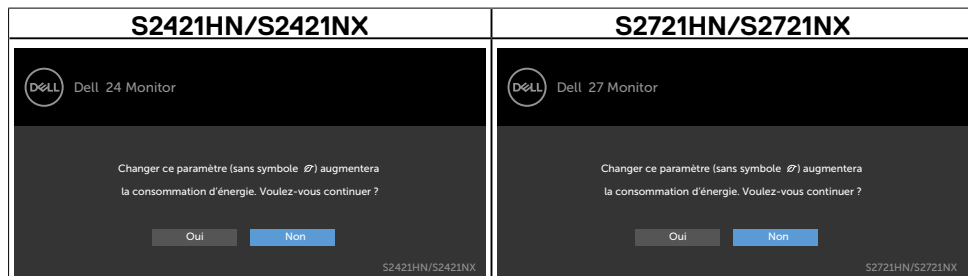 S2421HN/S2421NX
S2721HN/S2721NX
DELL
Dell 24 Monitor
Changer ce paramètre (sans symbole ) augmentera
la consommation d'énergie. Voulez-vous continuer ?
Oui
Non
S2421HN/S2421NX
DELL
Dell 27 Monitor
Changer ce paramètre (sans symbole ) augmentera
la consommation d'énergie. Voulez-vous continuer ?
Oui
Non
S2721HN/S2721NX